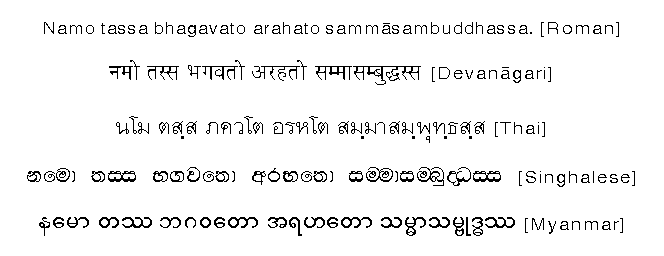 Namo tassa bhagavato arahato sammāsambuddhassa. [Roman]
नमो तस्स भगवतो अरहतो सम्मासम्बुद्धस्स [Devanāgari]
นโม ตสฺส ภควโต อรหโต สมฺมาสมฺพุทฺธสฺส [Thai]
නමො තස්ස භගවතො අරහතො සම්මාසම්බුද්ධස්ස [Singhalese]
နမော တဿ ဘဂဝတော အရဟတော သမ္မာသမ္ဗုဒ္ဓဿ [Myanmar]